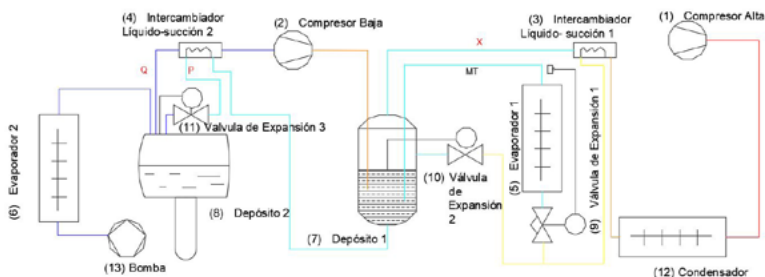 (4) Intercambiador
Líquido-succión 2
(2) Compresor Baja
(3) Intercambiador
Líquido- succión 1
(1) Compresor Alta
X
Q
P
MT
(11) Valvula de Expansión 3
(6) Evaporador 2
(8) Depósito 2
(13) Bomba
(7) Depósito 1
(10) Válvula
de
Expansión
2
(5) Evaporador 1
(9) Válvula de Expansión 1
(12) Condensador